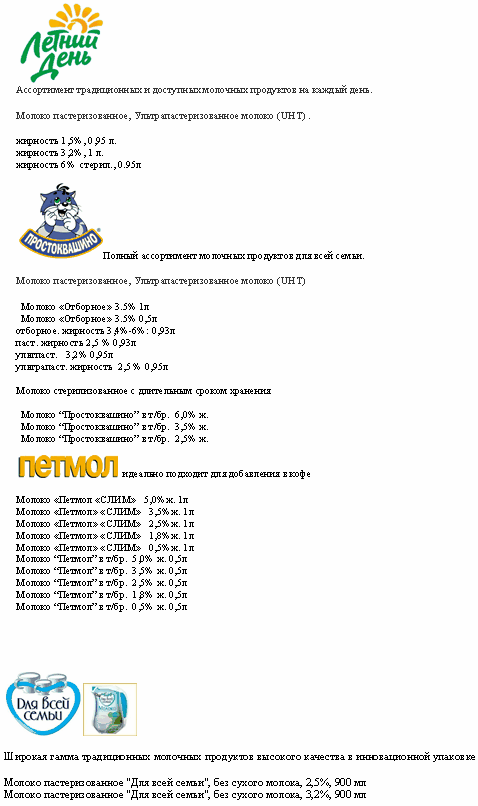 Летний
День
Ассортимент традиционных и доступных молочных продуктов на каждый день.
Молоко пастеризованное, Ультрапастеризованное молоко (UHT) .
жирность 1,5% , 0,95 л.
жирность 3,2% , 1 л.
жирность 6% стерил., 0.95л
ПРОСТОКВАШИНО
Полный ассортимент молочных продуктов для всей семьи.
Молоко пастеризованное, Ультрапастеризованное молоко (UHT)
Молоко «Отборное» 3.5% 1л
Молоко «Отборное» 3.5% 0,5л
отборное. жирность 3,4%-6% : 0,93л
паст. жирность 2,5 % 0,93л
ультпаст. 3,2% 0,95л
ультрапаст. жирность 2,5 % 0,95л
Молоко стерилизованное с длительным сроком хранения
Молоко “Простоквашино” в т/бр. 6,0% ж.
Молоко “Простоквашино” в т/бр. 3,5% ж.
Молоко “Простоквашино” в т/бр. 2,5% ж.
петмол идеально подходит для добавления в кофе
Молоко «Петмол «СЛИМ» 5,0% ж. 1л
Молоко «Петмол» «СЛИМ» 3,5% ж. 1л
Молоко «Петмол» «СЛИМ» 2,5% ж. 1л
Молоко «Петмол» «СЛИМ» 1,8% ж. 1л
Молоко «Петмол» «СЛИМ» 0,5% ж. 1л
Молоко “Петмол” в т/бр. 5,0% ж. 0,5л
Молоко “Петмол” в т/бр. 3,5% ж. 0,5л
Молоко “Петмол” в т/бр. 2,5% ж. 0,5л
Молоко “Петмол” в т/бр. 1,8% ж. 0,5л
Молоко “Петмол” в т/бр. 0,5% ж. 0,5л
Для всей
семьи
Широкая гамма традиционных молочных продуктов высокого качества в инновационной упаковке
Молоко пастеризованное "Для всей семьи", без сухого молока, 2,5%, 900 мл
Молоко пастеризованное "Для всей семьи", без сухого молока, 3,2%, 900 мл